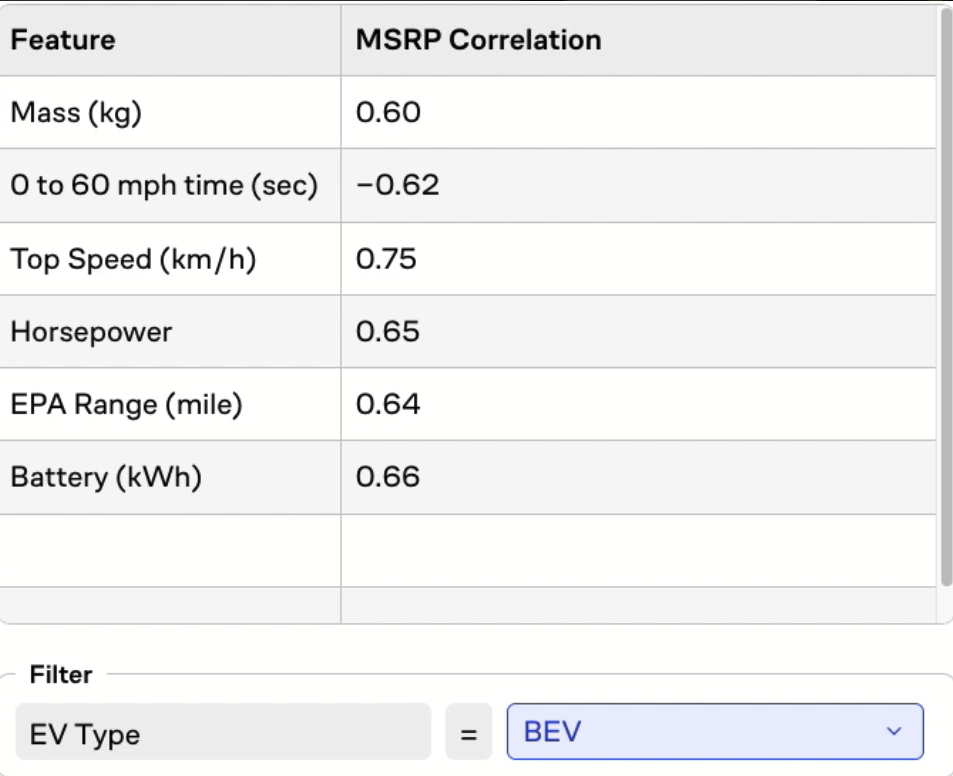 Feature MSRP Correlation
Mass (kg) 0.60
0 to 60 mph time (sec) −0.62
Top Speed (km/h) 0.75
Horsepower 0.65
EPA Range (mile) 0.64
Battery (kWh) 0.66
Filter
EV Type = BEV